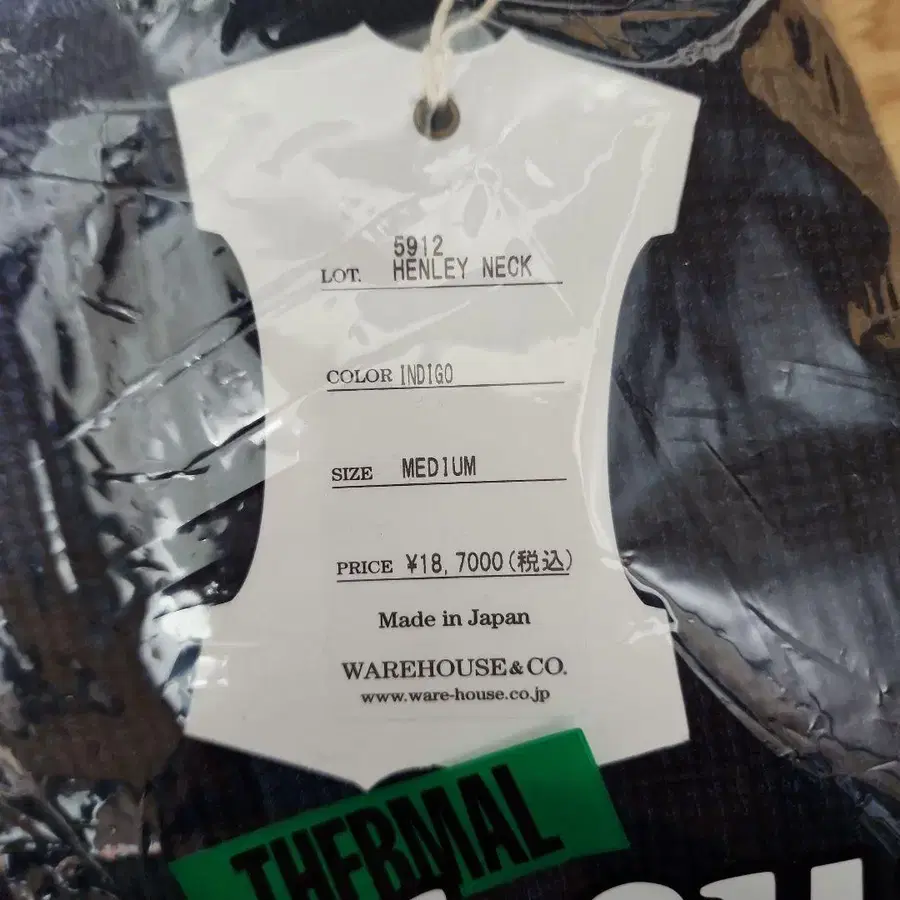 5912
LOT. HENLEY NECK
COLOR INDIGO
SIZE MEDIUM
PRICE ¥18,7000(税込)
Made in Japan
WAREHOUSE & CO.
www.ware-house.co.jp
THERMAL